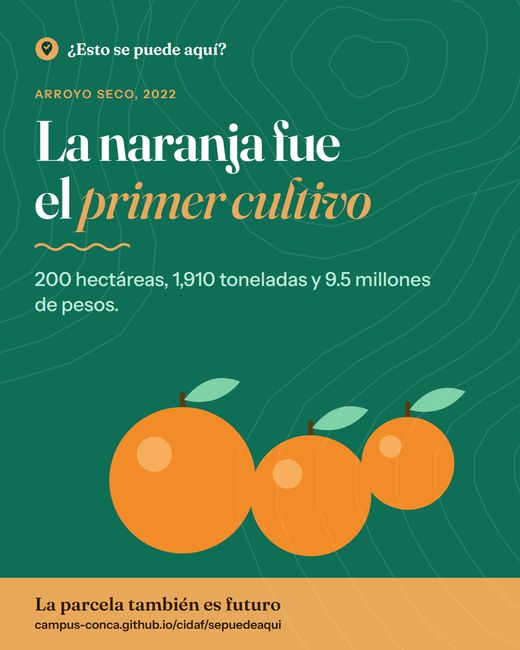 ¿Esto se puede aquí?
ARROYO SECO, 2022
La naranja fue
el primer cultivo
200 hectáreas, 1,910 toneladas y 9.5 millones
de pesos.
La parcela también es futuro
campus-conca.github.io/cidaf/sepuedeaqui